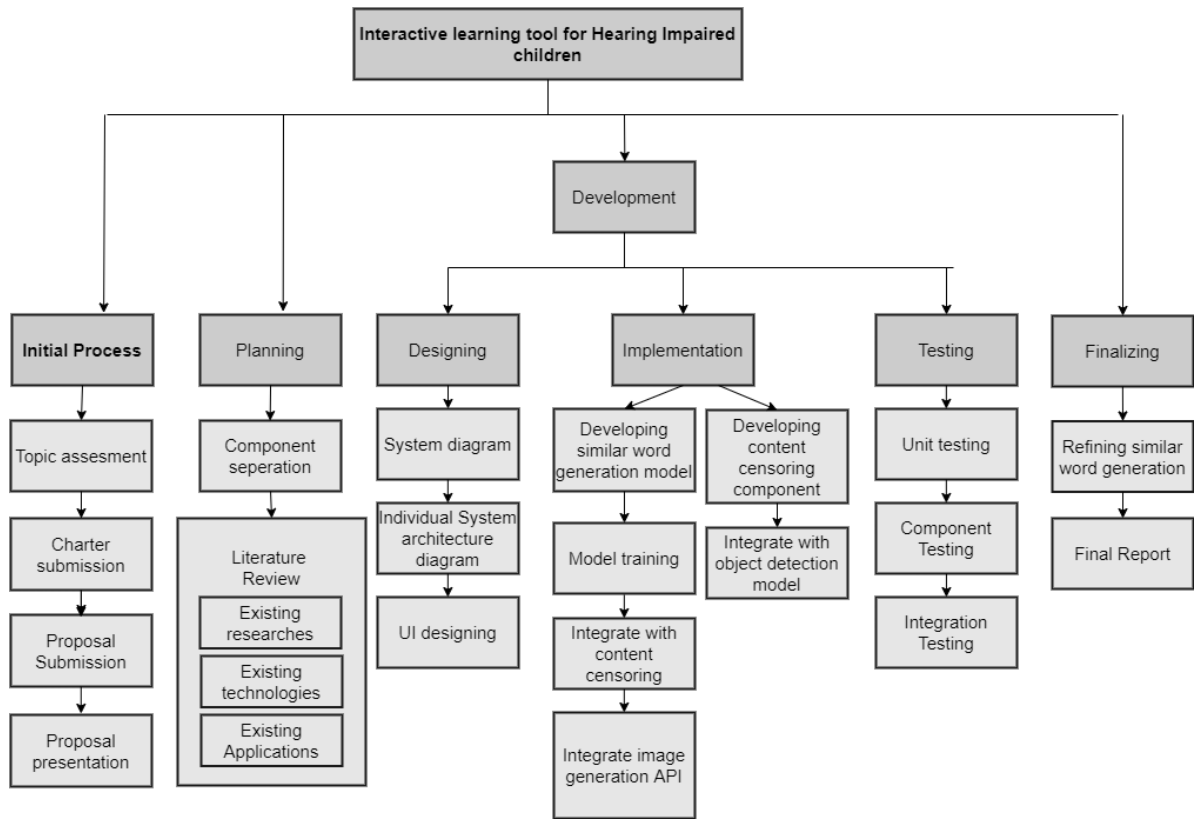 Interactive learning tool for Hearing Impaired
children
Development
Initial Process
Planning
Designing
Implementation
Testing
Finalizing
Topic assesment
Charter
submission
Proposal
Submission
Proposal
presentation
Component
seperation
Literature
Review
Existing
researches
Existing
technologies
Existing
Applications
System diagram
Individual System
architecture
diagram
UI designing
Developing
similar word
generation model
Model training
Integrate with
content
censoring
Integrate image
generation API
Developing
content
censoring
component
Integrate with
object detection
model
Unit testing
Component
Testing
Integration
Testing
Refining similar
word generation
Final Report